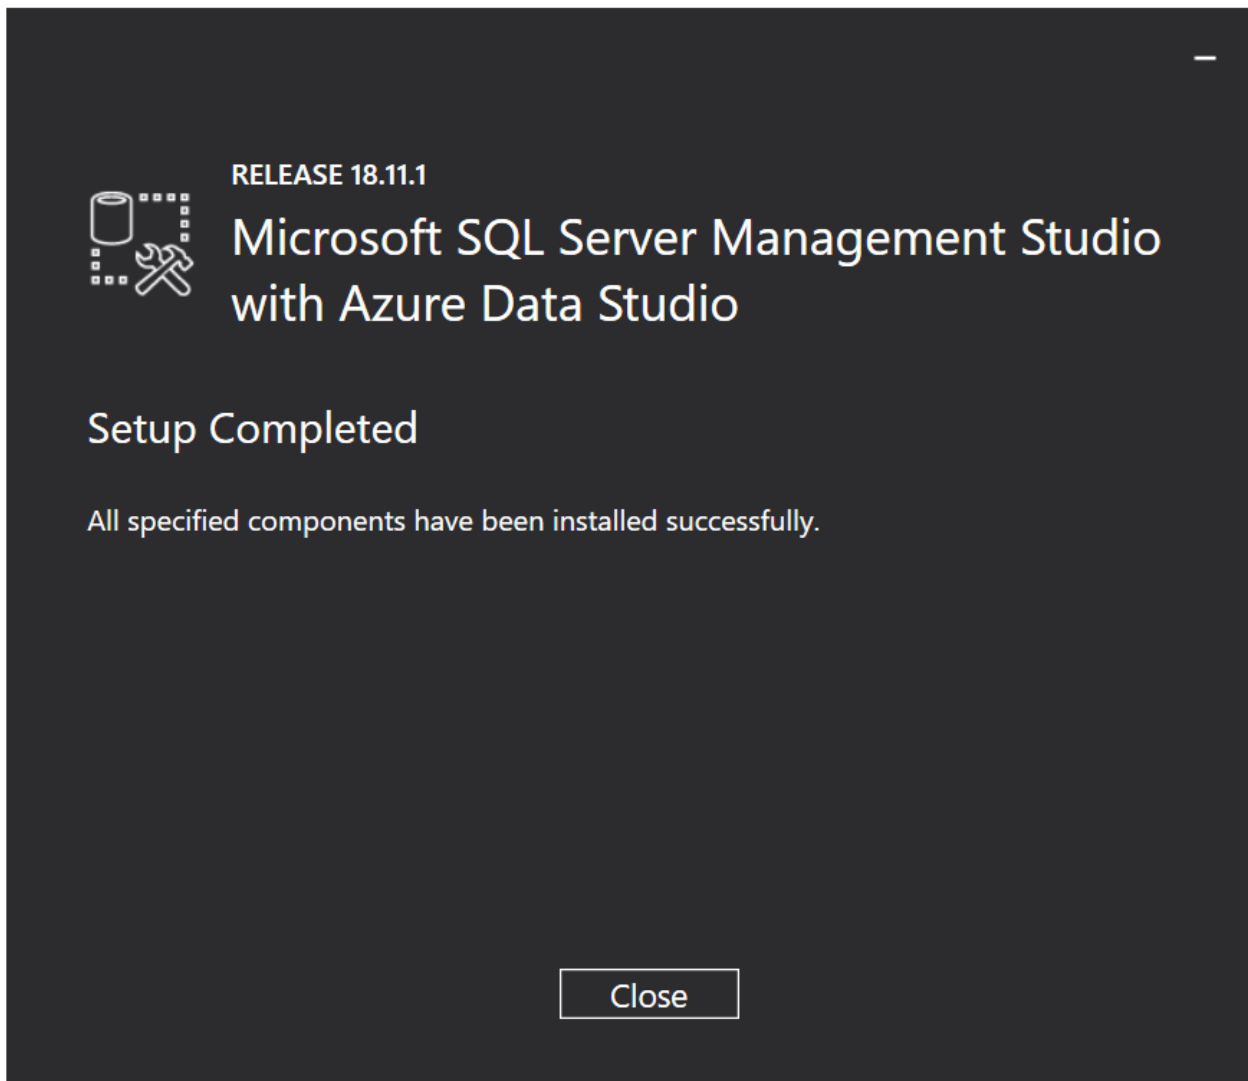 RELEASE 18.11.1
Microsoft SQL Server Management Studio
with Azure Data Studio
Setup Completed
All specified components have been installed successfully.
Close